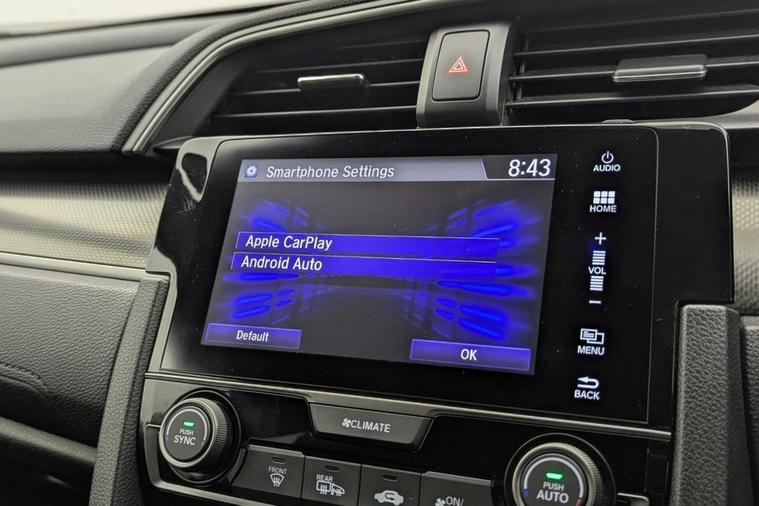 Smartphone Settings
8:43
AUDIO
HOME
Apple CarPlay
+
VOL
−
Android Auto
Default
OK
MENU
BACK
PUSH
SYNC
CLIMATE
FRONT
REAR
ON/
PUSH
AUTO